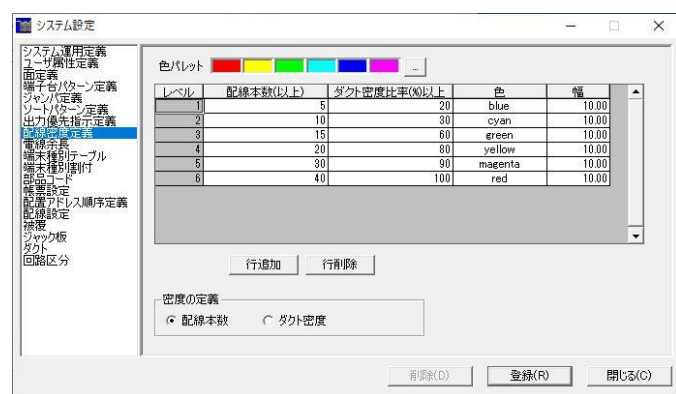 システム設定
システム運用定義
ユーザ属性定義
面定義
端子台パターン定義
ジャンパ定義
ソートパターン定義
出力優先指示定義
配線密度定義
電線余長
端末種別テーブル
端末種別割付
部品コード
帳票設定
配置アドレス順序定義
配線設定
被覆
ジャック板
ダクト
回路区分
色パレット ...
レベル 配線本数(以上) ダクト密度比率(%)以上 色 幅
1 5 20 blue 10.00
2 10 30 cyan 10.00
3 15 60 green 10.00
4 20 80 yellow 10.00
5 30 90 magenta 10.00
6 40 100 red 10.00
行追加 行削除
密度の定義
配線本数 ダクト密度
削除(D) 登録(R) 閉じる(C)